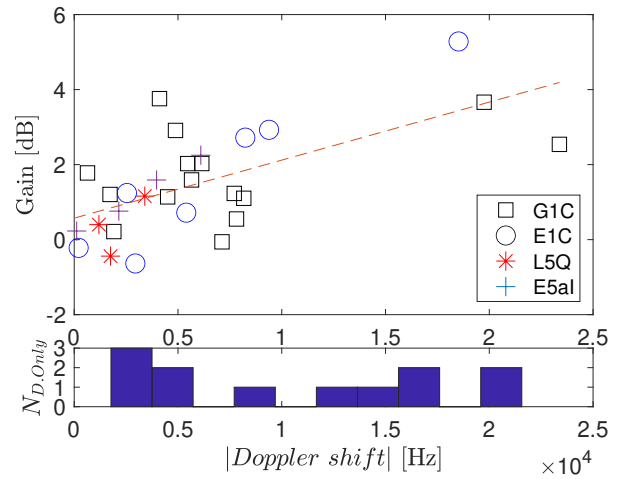 6
4
2
0
-2
Gain [dB]
0 0.5 1 1.5 2 2.5
G1C
E1C
L5Q
E5aI
3
2
1
0
N_{D.Only}
0 0.5 1 1.5 2 2.5
|Doppler shift| [Hz]
×10^4